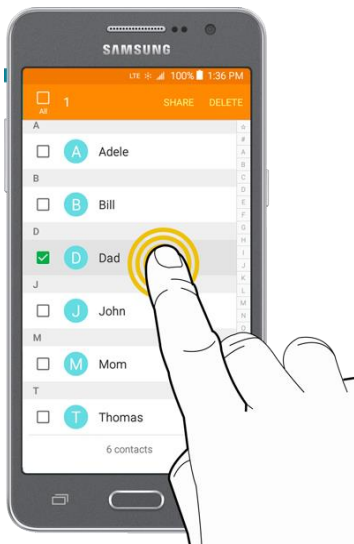 SAMSUNG
LTE 100% 1:36 PM
All 1 SHARE DELETE
A
A Adele
B
B Bill
D
D Dad
J
J John
M
M Mom
T
T Thomas
6 contacts
#
A
B
C
D
E
F
G
H
I
J
K
L
M
N